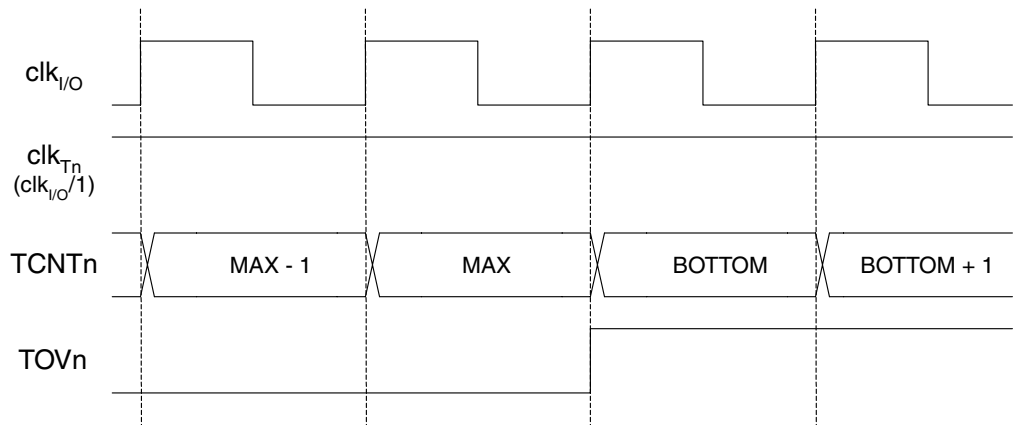 clkI/O
clkTn
(clkI/O/1)
TCNTn MAX - 1 MAX BOTTOM BOTTOM + 1
TOVn